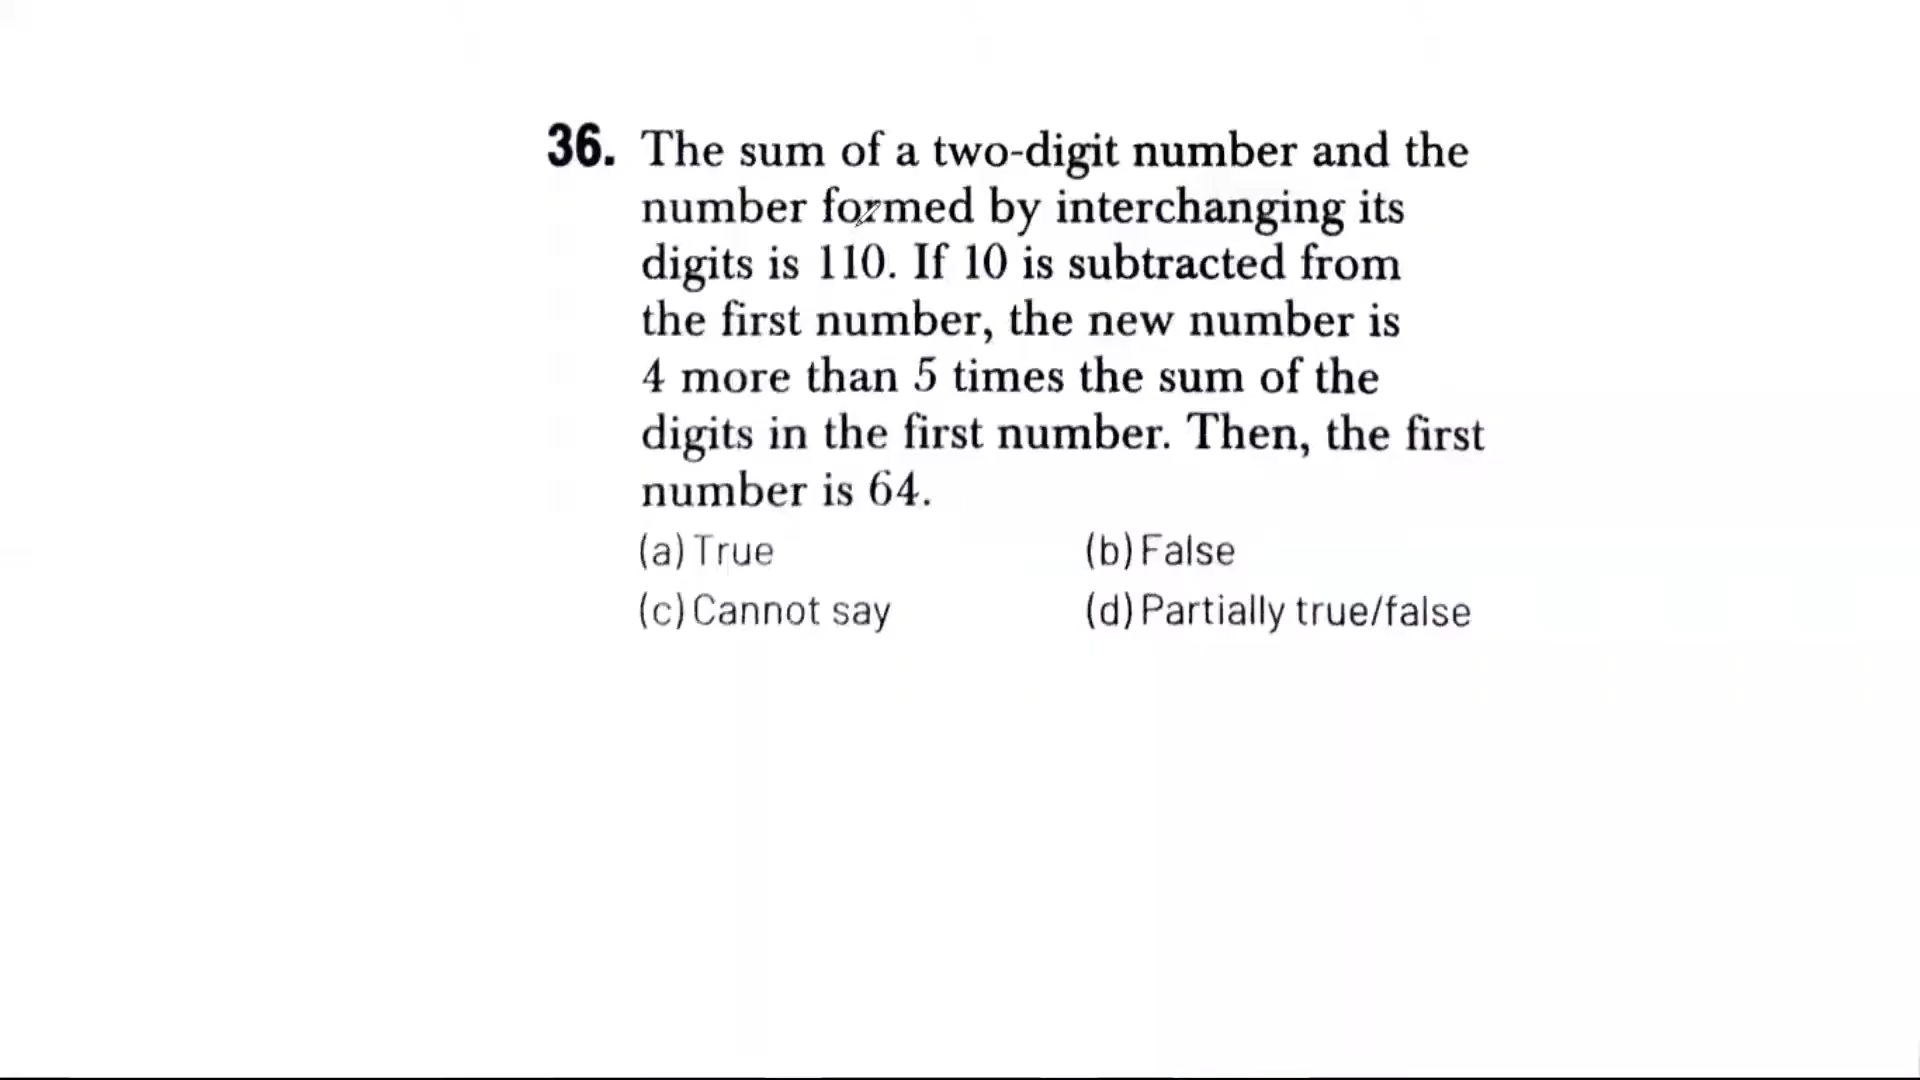 36. The sum of a two-digit number and the
number formed by interchanging its
digits is 110. If 10 is subtracted from
the first number, the new number is
4 more than 5 times the sum of the
digits in the first number. Then, the first
number is 64.
(a) True (b) False
(c) Cannot say (d) Partially true/false